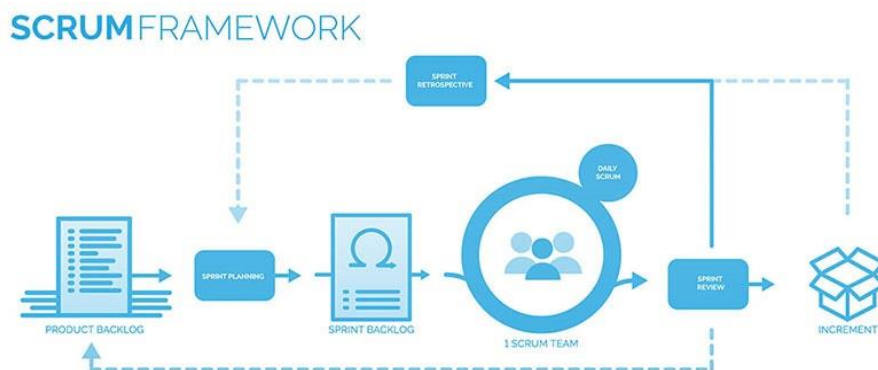 SCRUMFRAMEWORK
SPRINT
RETROSPECTIVE
DAILY
SCRUM
SPRINT PLANNING
SPRINT
REVIEW
PRODUCT BACKLOG
SPRINT BACKLOG
1 SCRUM TEAM
INCREMENT